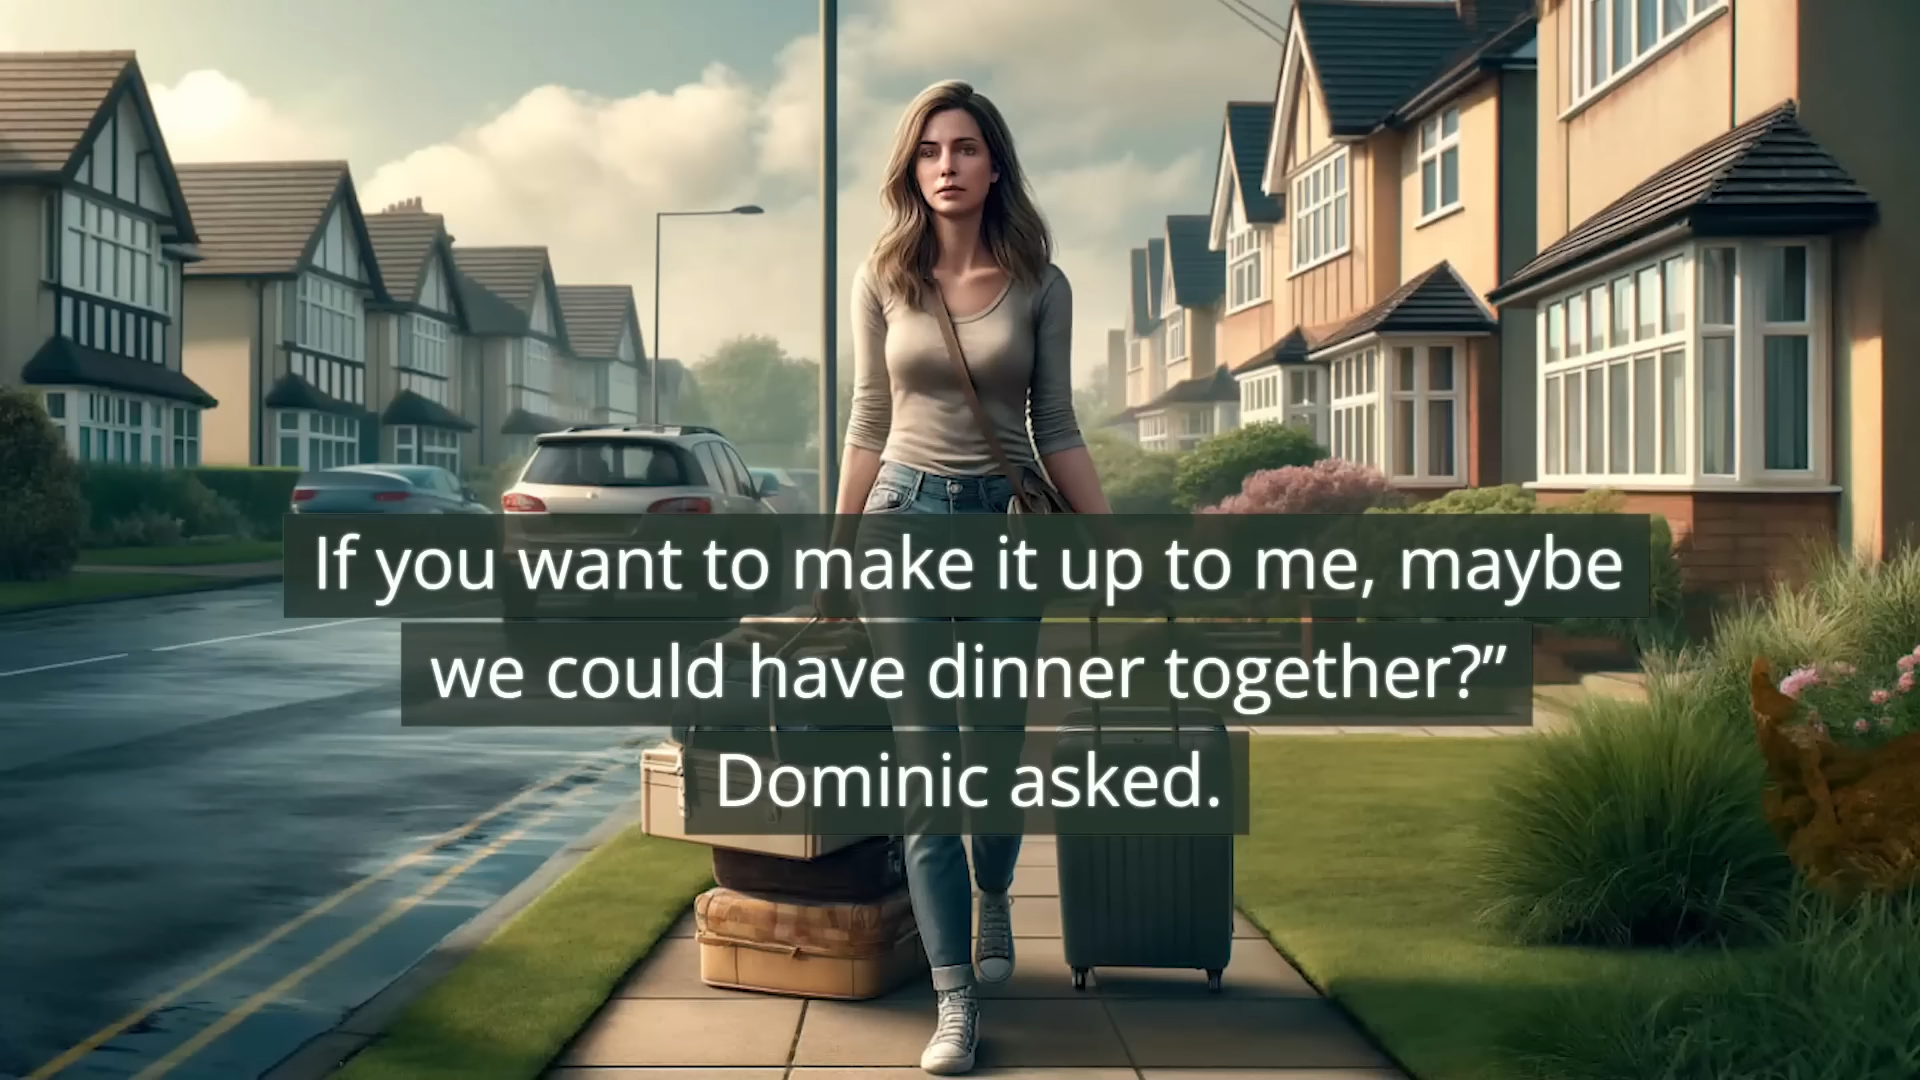 If you want to make it up to me, maybe
we could have dinner together?”
Dominic asked.